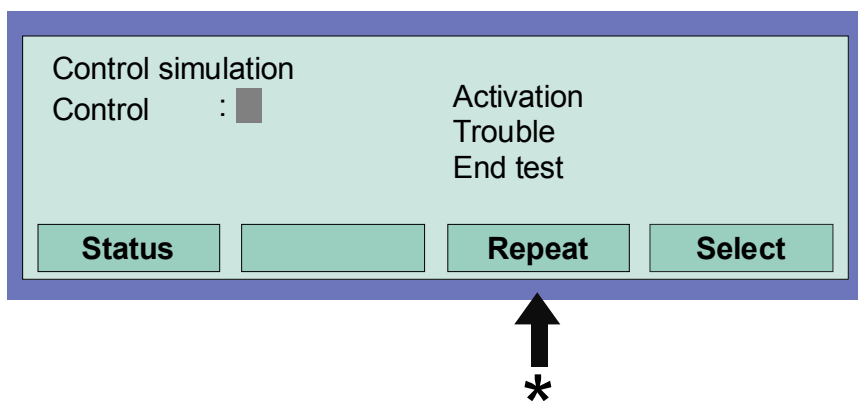 Control simulation
Control : 
Activation
Trouble
End test
Status
Repeat
Select
*